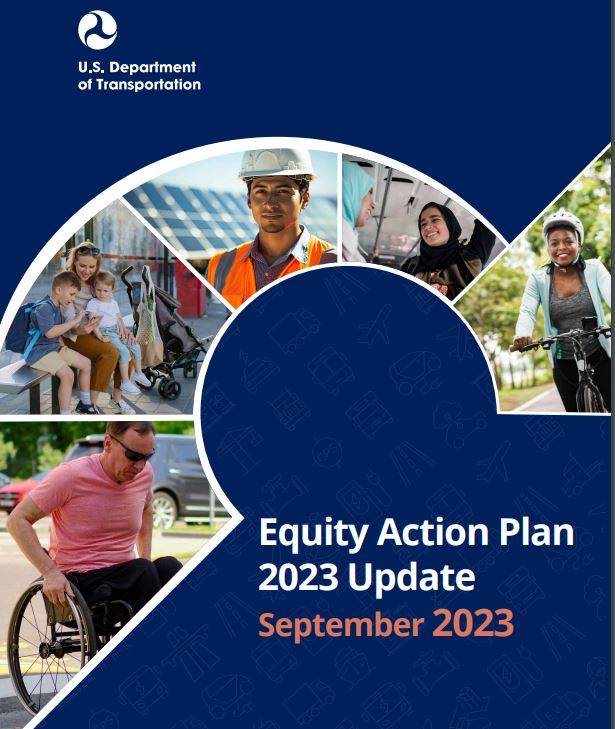 U.S. Department
of Transportation
Equity Action Plan
2023 Update
September 2023